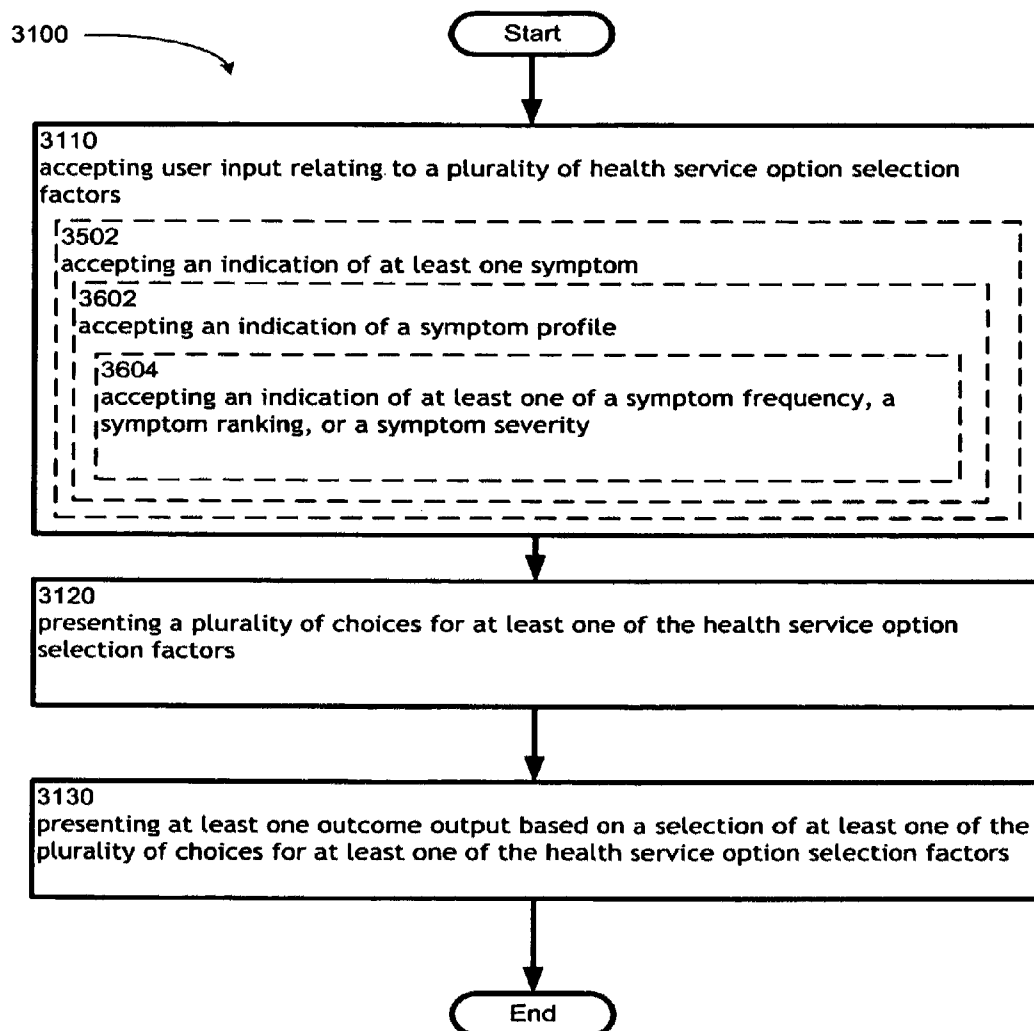 3100
Start
3110
accepting user input relating to a plurality of health service option selection
factors
3502
accepting an indication of at least one symptom
3602
accepting an indication of a symptom profile
3604
accepting an indication of at least one of a symptom frequency, a
symptom ranking, or a symptom severity
3120
presenting a plurality of choices for at least one of the health service option
selection factors
3130
presenting at least one outcome output based on a selection of at least one of the
plurality of choices for at least one of the health service option selection factors
End